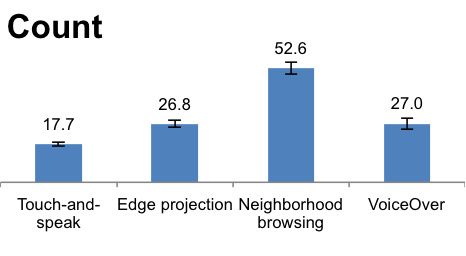 Count
52.6
26.8
27.0
17.7
Touch-and-
speak
Edge projection
Neighborhood
browsing
VoiceOver